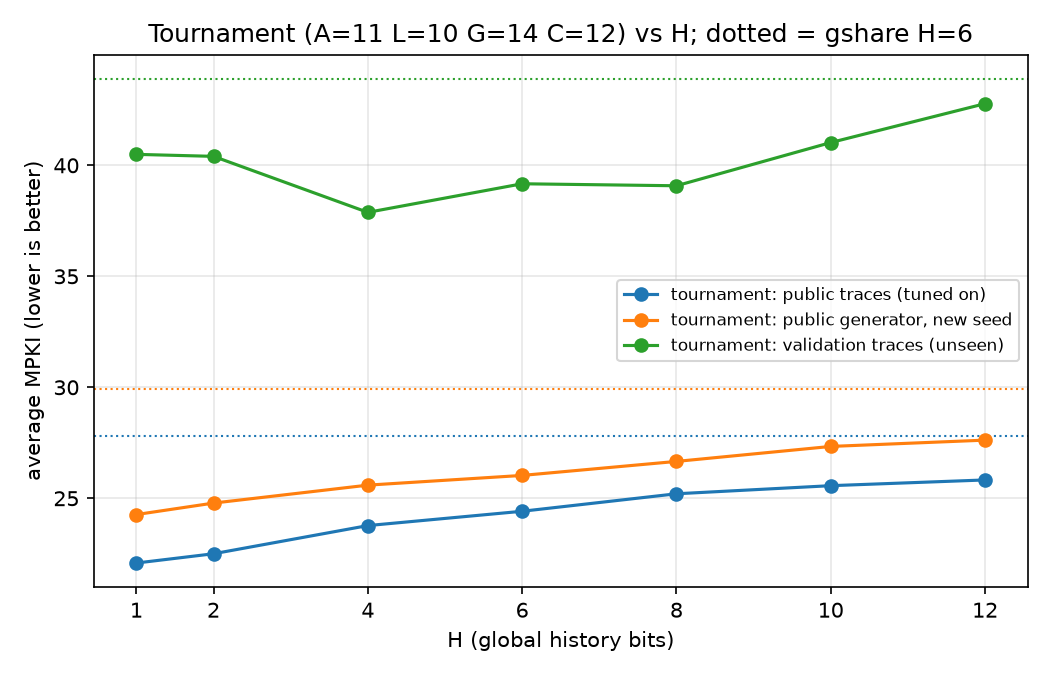 Tournament (A=11 L=10 G=14 C=12) vs H; dotted = gshare H=6
average MPKI (lower is better)
40
35
30
25
tournament: public traces (tuned on)
tournament: public generator, new seed
tournament: validation traces (unseen)
1 2 4 6 8 10 12
H (global history bits)